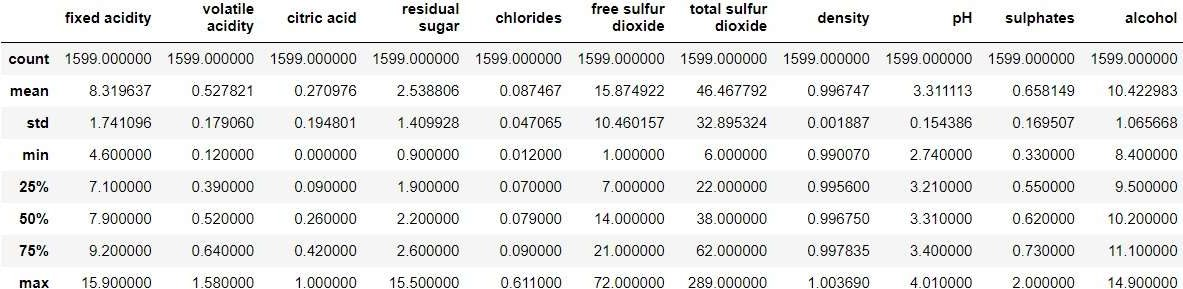 fixed acidity volatile acidity citric acid residual sugar chlorides free sulfur dioxide total sulfur dioxide density pH sulphates alcohol
count 1599.000000 1599.000000 1599.000000 1599.000000 1599.000000 1599.000000 1599.000000 1599.000000 1599.000000 1599.000000 1599.000000
mean 8.319637 0.527821 0.270976 2.538806 0.087467 15.874922 46.467792 0.996747 3.311113 0.658149 10.422983
std 1.741096 0.179060 0.194801 1.409928 0.047065 10.460157 32.895324 0.001887 0.154386 0.169507 1.065668
min 4.600000 0.120000 0.000000 0.900000 0.012000 1.000000 6.000000 0.990070 2.740000 0.330000 8.400000
25% 7.100000 0.390000 0.090000 1.900000 0.070000 7.000000 22.000000 0.995600 3.210000 0.550000 9.500000
50% 7.900000 0.520000 0.260000 2.200000 0.079000 14.000000 38.000000 0.996750 3.310000 0.620000 10.200000
75% 9.200000 0.640000 0.420000 2.600000 0.090000 21.000000 62.000000 0.997835 3.400000 0.730000 11.100000
max 15.900000 1.580000 1.000000 15.500000 0.611000 72.000000 289.000000 1.003690 4.010000 2.000000 14.900000